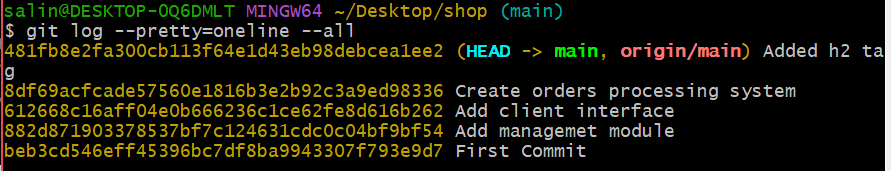 salin@DESKTOP-0Q6DMLT MINGW64 ~/Desktop/shop (main)
$ git log --pretty=oneline --all
481fb8e2fa300cb113f64e1d43eb98debcea1ee2 (HEAD -> main, origin/main) Added h2 ta
g
8df69acfcade57560e1816b3e2b92c3a9ed98336 Create orders processing system
612668c16aff04e0b666236c1ce62fe8d616b262 Add client interface
882d871903378537bf7c124631cdc0c04bf9bf54 Add managemet module
beb3cd546eff45396bc7df8ba9943307f793e9d7 First Commit